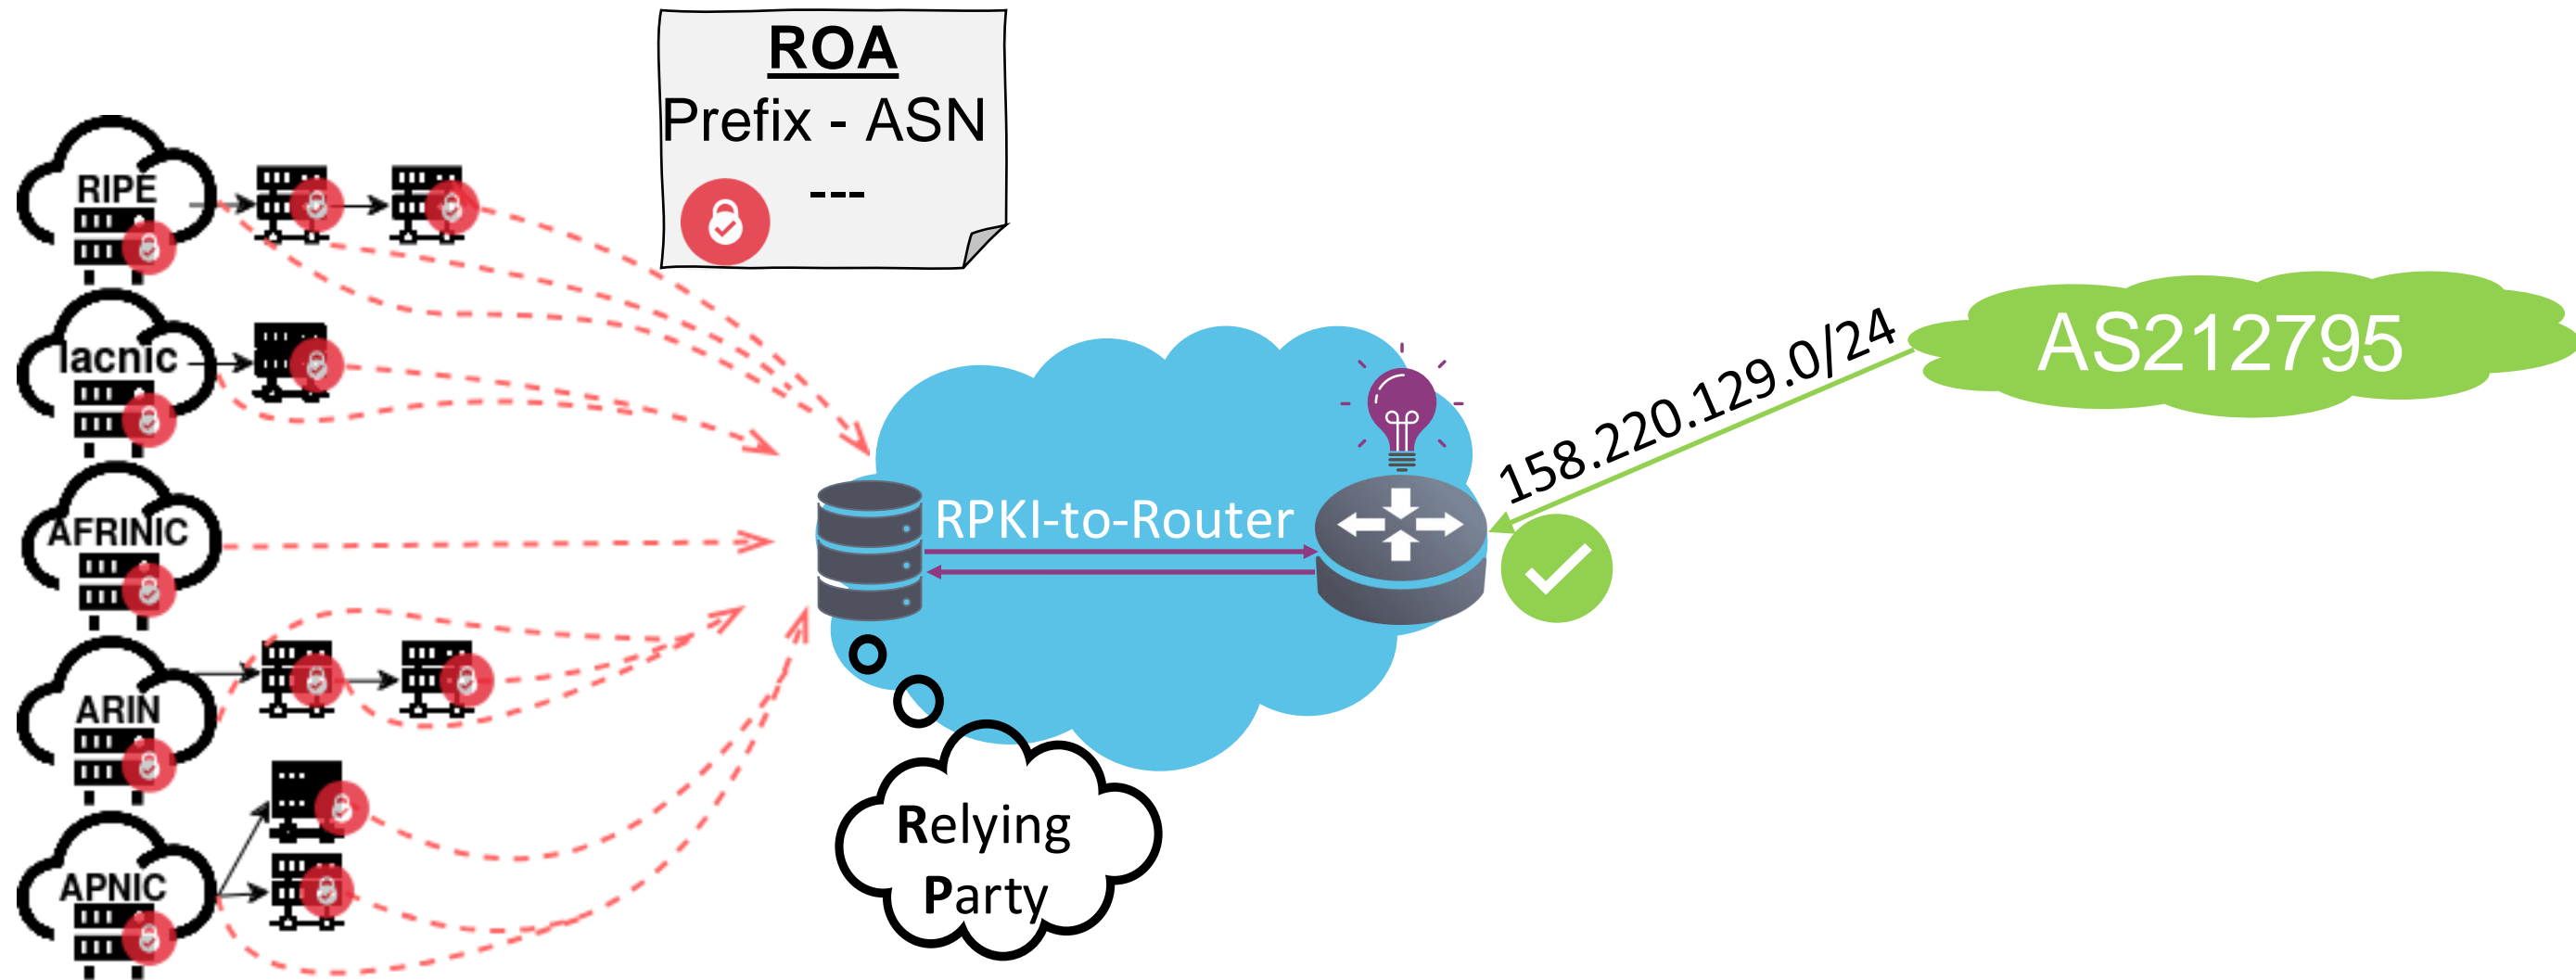 ROA
Prefix - ASN
---
RIPE
lacnic
AFRINIC
ARIN
APNIC
RPKI-to-Router
Relying
Party
158.220.129.0/24
AS212795